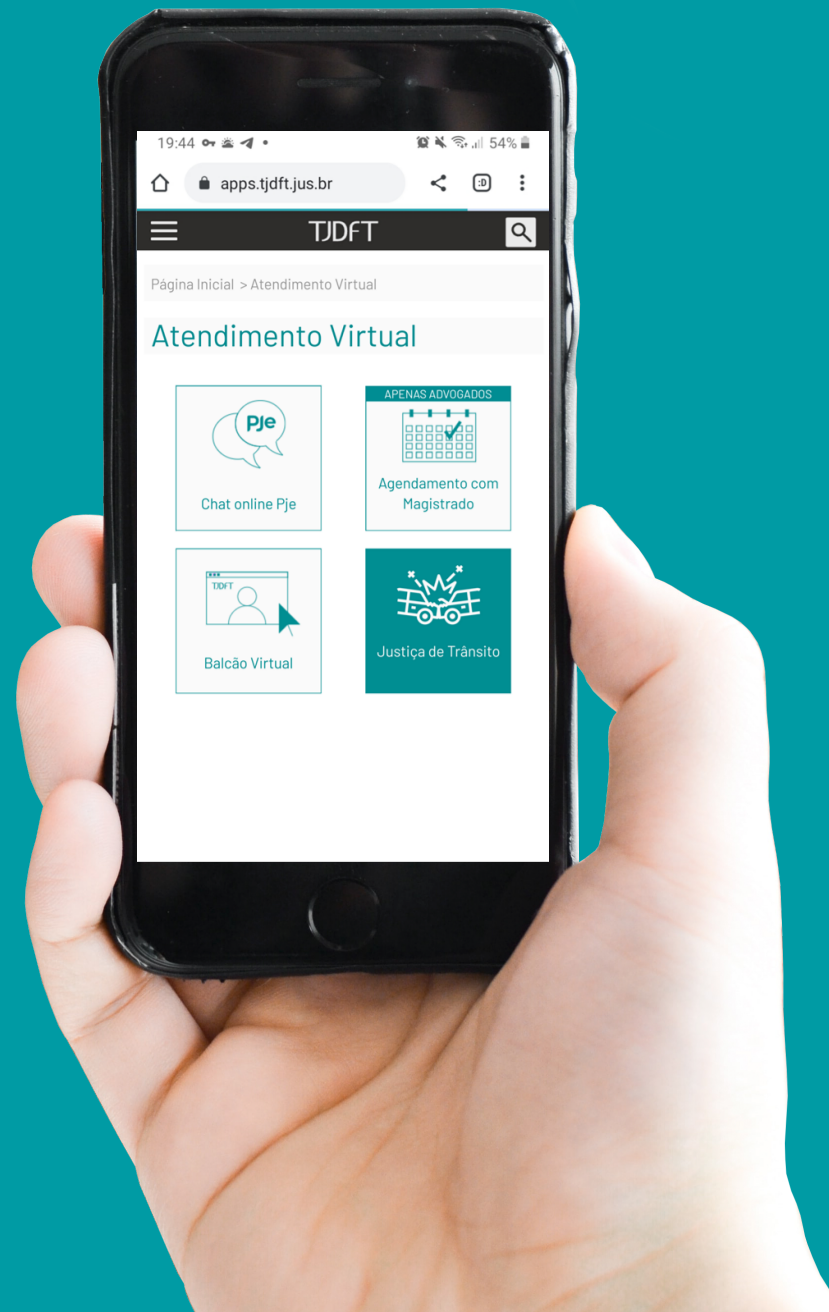 19:44
54%
apps.tjdft.jus.br
:D
TJDFT
Página Inicial > Atendimento Virtual
Atendimento Virtual
PJe
Chat online Pje
APENAS ADVOGADOS
Agendamento com
Magistrado
TJDFT
Balcão Virtual
Justiça de Trânsito